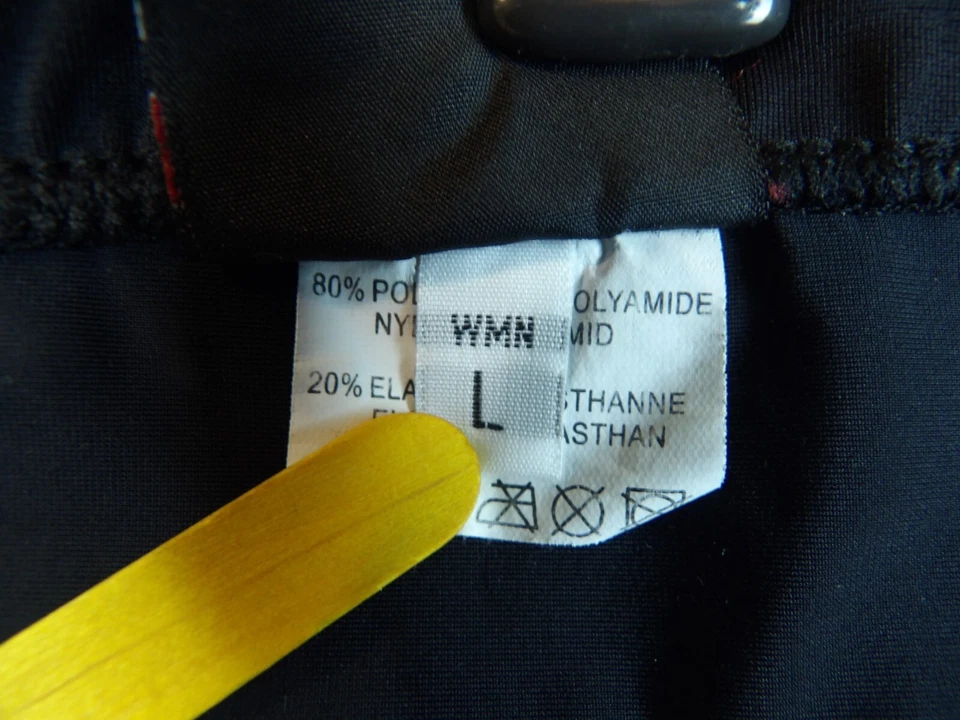 80% POL OLYAMIDE
NY MID
WMN
20% ELA STHANNE
L
ASTHAN